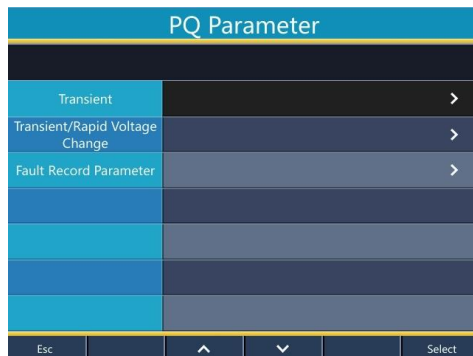 PQ Parameter
Transient
Transient/Rapid Voltage
Change
Fault Record Parameter
Esc
Select